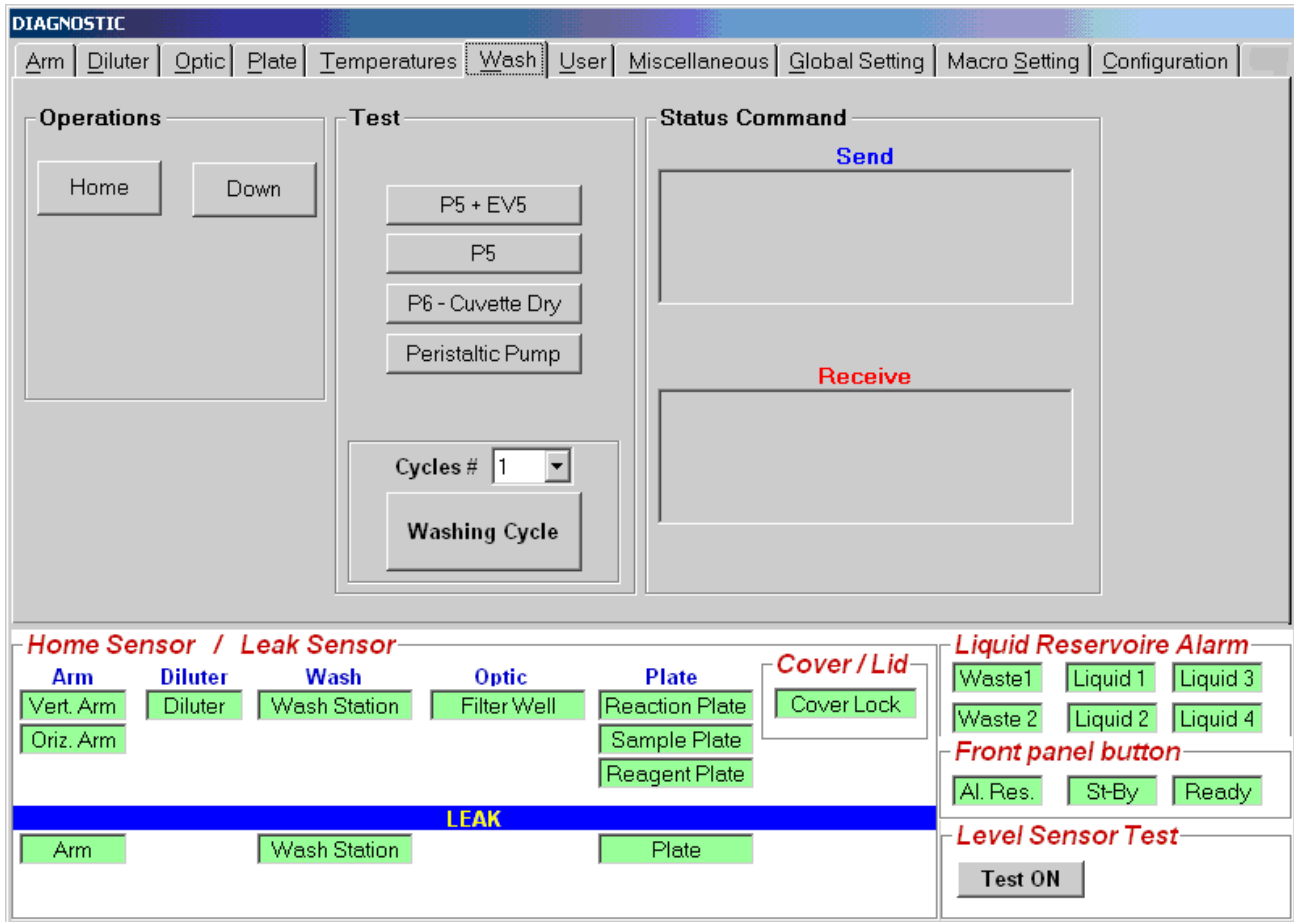 DIAGNOSTIC
Arm Diluter Optic Plate Temperatures Wash User Miscellaneous Global Setting Macro Setting Configuration
Operations
Home Down
Test
P5 + EV5
P5
P6 - Cuvette Dry
Peristaltic Pump
Cycles # 1
Washing Cycle
Status Command
Send
Receive
Home Sensor / Leak Sensor
Arm Diluter Wash Optic Plate
Vert. Arm Diluter Wash Station Filter Well Reaction Plate
Oriz. Arm Sample Plate
Reagent Plate
Cover / Lid
Cover Lock
LEAK
Arm Wash Station Plate
Liquid Reservoire Alarm
Waste1 Liquid 1 Liquid 3
Waste 2 Liquid 2 Liquid 4
Front panel button
Al. Res. St-By Ready
Level Sensor Test
Test ON